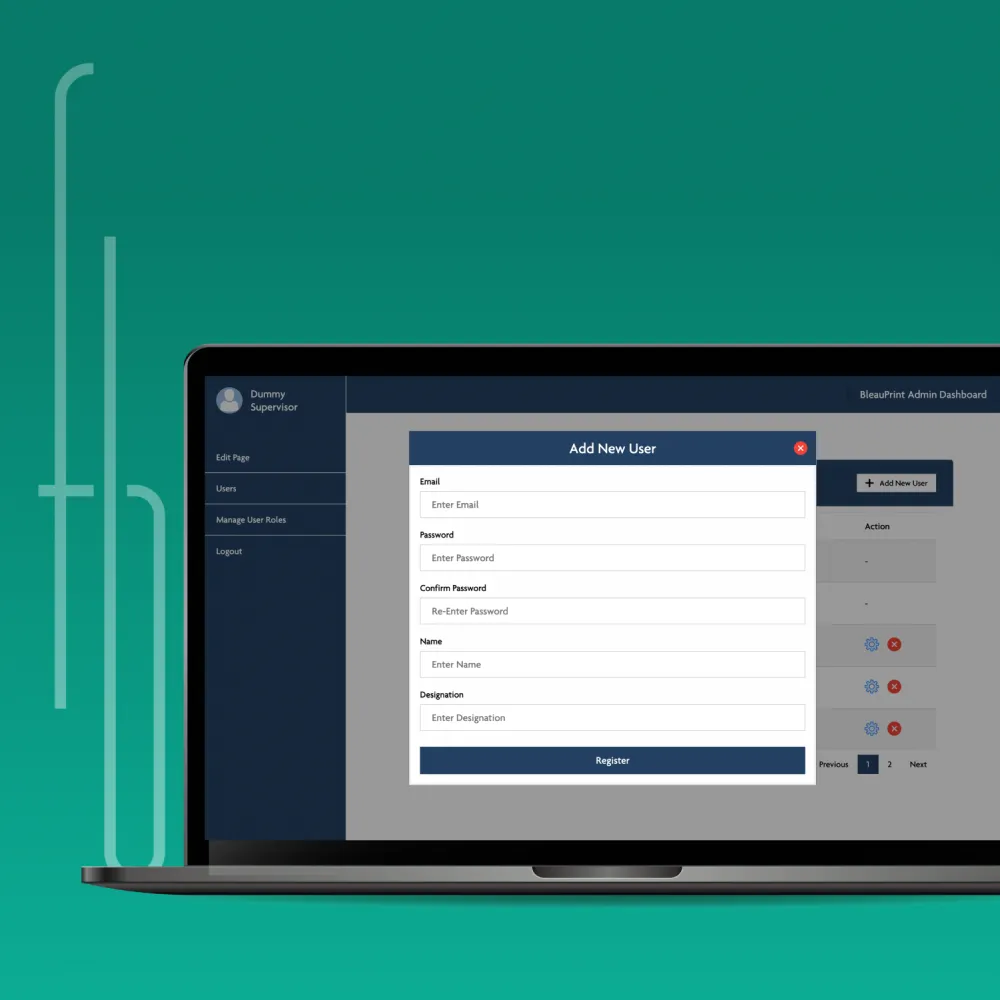 Dummy
Supervisor
BleauPrint Admin Dashboard
Edit Page
Users
Manage User Roles
Logout
Add New User
Email
Enter Email
Password
Enter Password
Confirm Password
Re-Enter Password
Name
Enter Name
Designation
Enter Designation
Register
+ Add New User
Action
-
-
Previous 1 2 Next